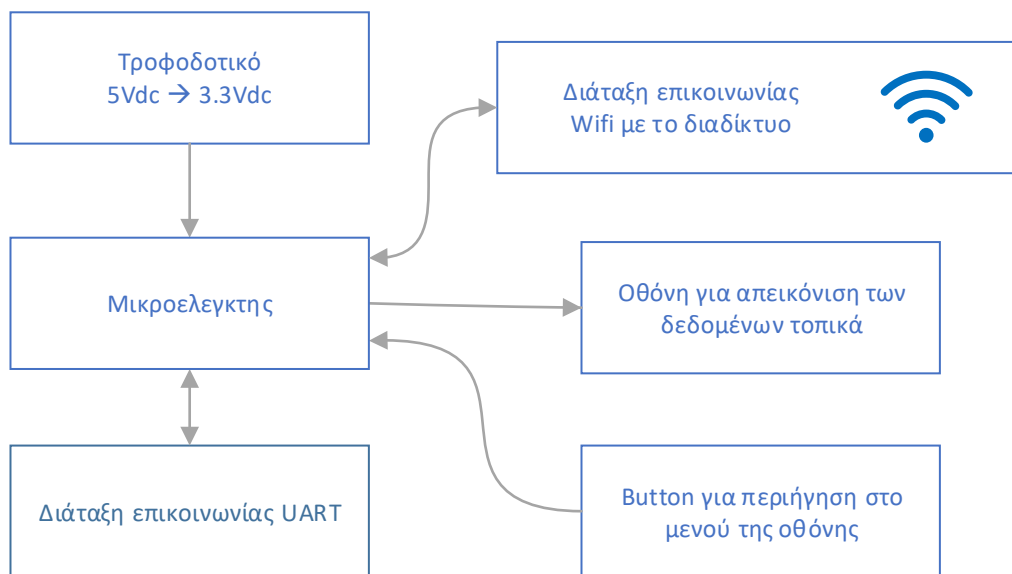 Τροφοδοτικό
5Vdc → 3.3Vdc
Διάταξη επικοινωνίας
Wifi με το διαδίκτυο
Μικροελεγκτης
Οθόνη για απεικόνιση των
δεδομένων τοπικά
Διάταξη επικοινωνίας UART
Button για περιήγηση στο
μενού της οθόνης